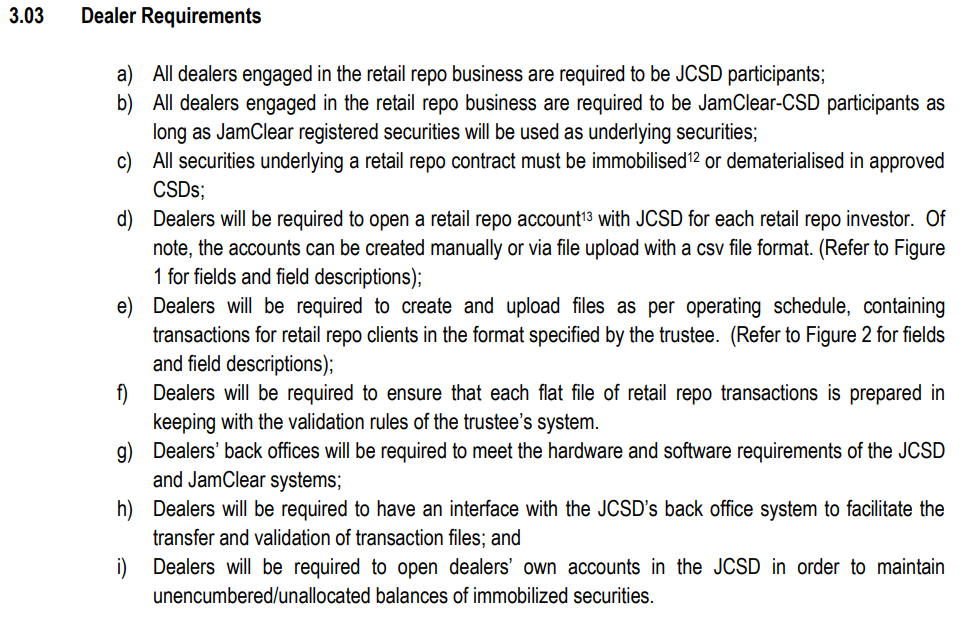 3.03 Dealer Requirements
a) All dealers engaged in the retail repo business are required to be JCSD participants;
b) All dealers engaged in the retail repo business are required to be JamClear-CSD participants as
long as JamClear registered securities will be used as underlying securities;
c) All securities underlying a retail repo contract must be immobilised12 or dematerialised in approved
CSDs;
d) Dealers will be required to open a retail repo account13 with JCSD for each retail repo investor. Of
note, the accounts can be created manually or via file upload with a csv file format. (Refer to Figure
1 for fields and field descriptions);
e) Dealers will be required to create and upload files as per operating schedule, containing
transactions for retail repo clients in the format specified by the trustee. (Refer to Figure 2 for fields
and field descriptions);
f) Dealers will be required to ensure that each flat file of retail repo transactions is prepared in
keeping with the validation rules of the trustee's system.
g) Dealers' back offices will be required to meet the hardware and software requirements of the JCSD
and JamClear systems;
h) Dealers will be required to have an interface with the JCSD's back office system to facilitate the
transfer and validation of transaction files; and
i) Dealers will be required to open dealers' own accounts in the JCSD in order to maintain
unencumbered/unallocated balances of immobilized securities.